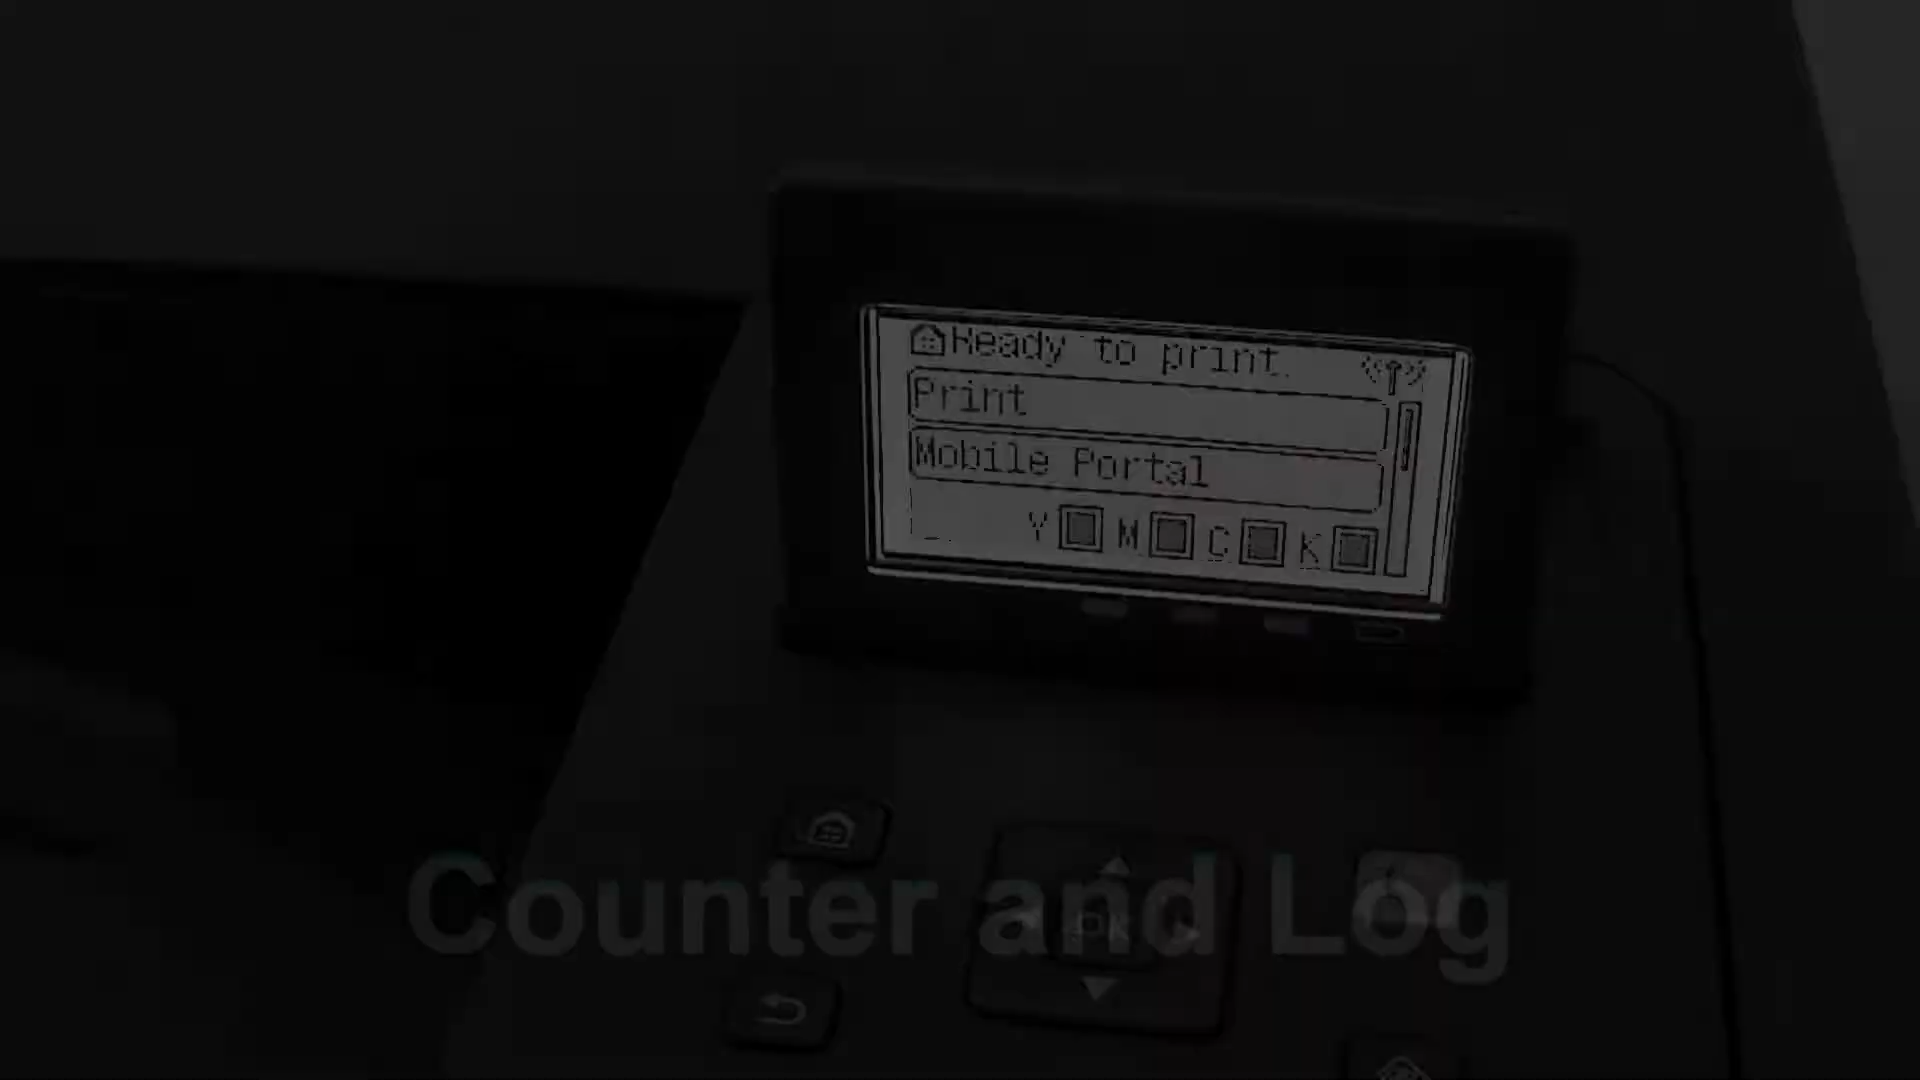 Ready to print.
Print
Mobile Portal
Y M C K
OK
Counter and Log